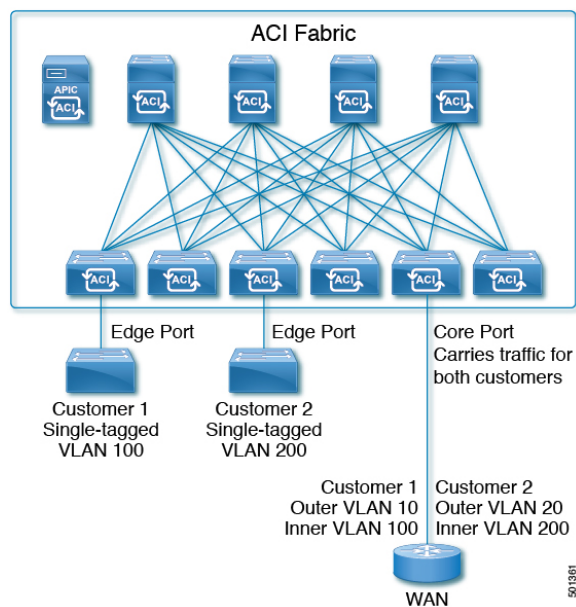 ACI Fabric
APIC
ACI
ACI
ACI
ACI
ACI
ACI
ACI
ACI
ACI
ACI
ACI
Edge Port
Edge Port
Core Port
Carries traffic for
both customers
Customer 1
Single-tagged
VLAN 100
Customer 2
Single-tagged
VLAN 200
Customer 1
Outer VLAN 10
Inner VLAN 100
Customer 2
Outer VLAN 20
Inner VLAN 200
WAN
501361